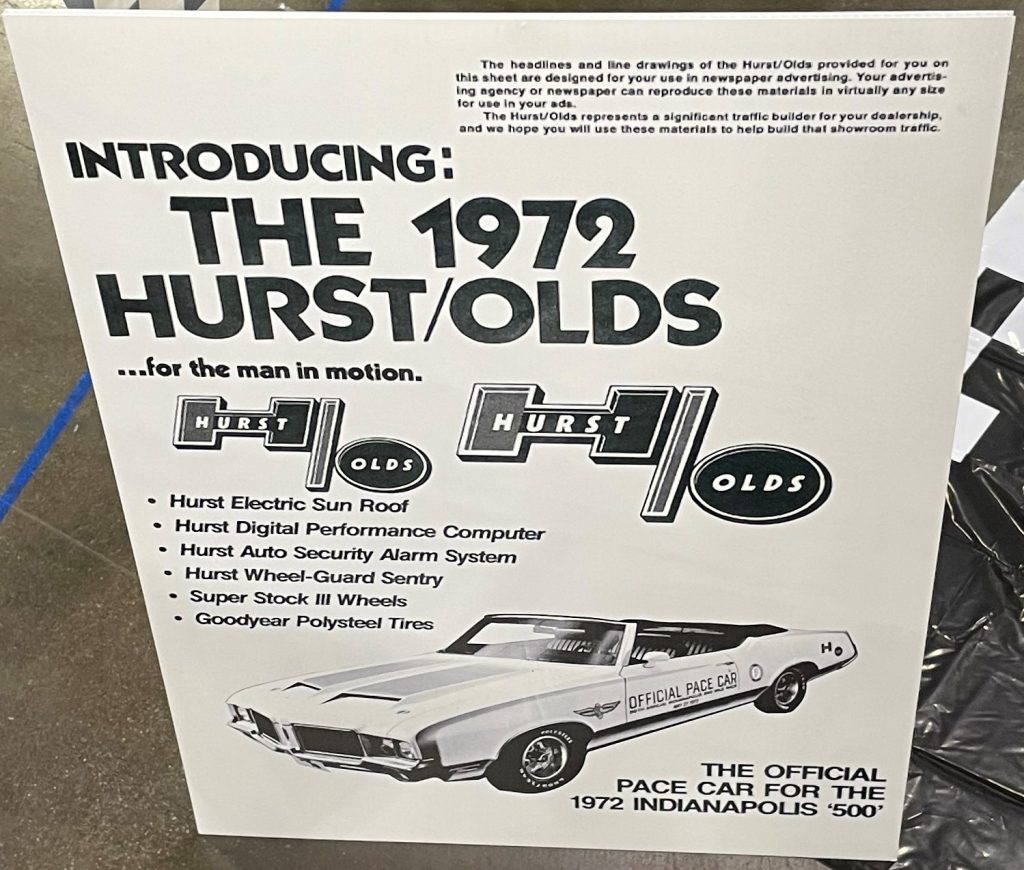 The headlines and line drawings of the Hurst/Olds provided for you on
this sheet are designed for your use in newspaper advertising. Your advertis-
ing agency or newspaper can reproduce these materials in virtually any size
for use in your ads.
The Hurst/Olds represents a significant traffic builder for your dealership,
and we hope you will use these materials to help build that showroom traffic.
INTRODUCING:
THE 1972
HURST/OLDS
...for the man in motion.
HURST
OLDS
HURST
OLDS
• Hurst Electric Sun Roof
• Hurst Digital Performance Computer
• Hurst Auto Security Alarm System
• Hurst Wheel-Guard Sentry
• Super Stock III Wheels
• Goodyear Polysteel Tires
H/O
OFFICIAL PACE CAR
MAY 27 1972
THE OFFICIAL
PACE CAR FOR THE
1972 INDIANAPOLIS '500'